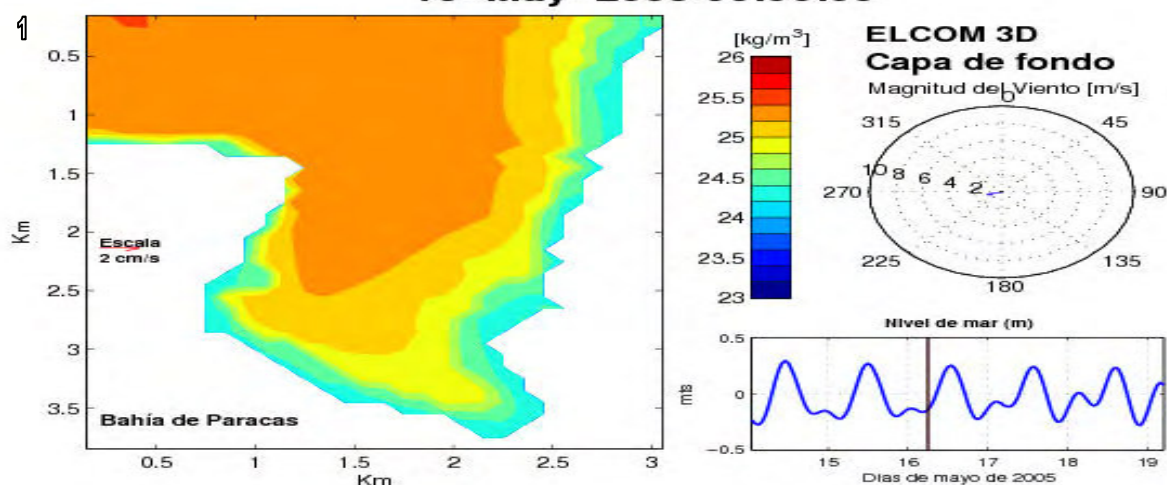 1
[kg/m³]
ELCOM 3D
Capa de fondo
Magnitud del Viento [m/s]
0
45
90
135
180
225
270
315
10 8 6 4 2
26
25.5
25
24.5
24
23.5
23
0.5
1
1.5
2
2.5
3
3.5
Km
Escala
2 cm/s
Bahía de Paracas
0.5 1 1.5 2 2.5 3
Km
Nivel de mar (m)
0.5
0
−0.5
mts
15 16 17 18 19
Días de mayo de 2005